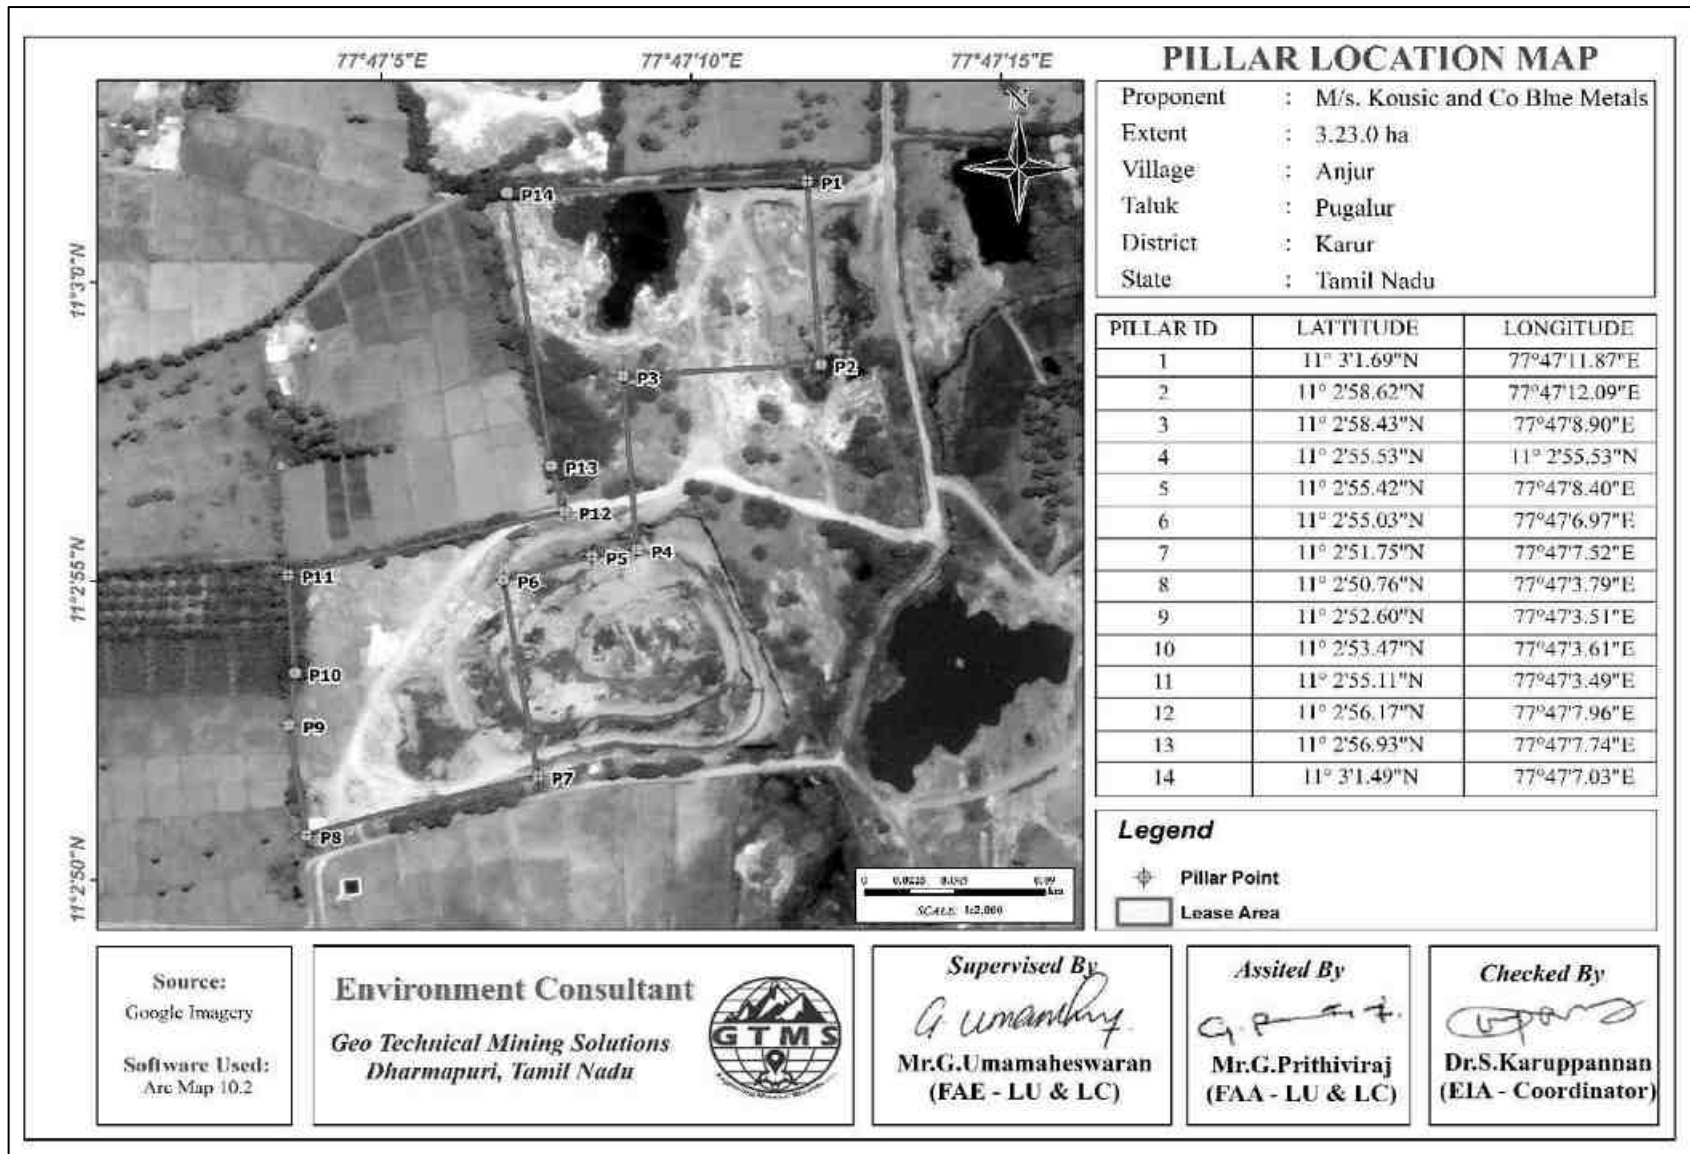 PILLAR LOCATION MAP
77°47'5"E 77°47'10"E 77°47'15"E
11°3'0"N
11°2'55"N
11°2'50"N
N
P14
P1
P2
P3
P13
P12
P4
P5
P6
P11
P10
P9
P7
P8
SCALE: 1:2,000
km
Proponent : M/s. Kousic and Co Blue Metals
Extent : 3.23.0 ha
Village : Anjur
Taluk : Pugalur
District : Karur
State : Tamil Nadu
PILLAR ID LATTITUDE LONGITUDE
1 11° 3'1.69"N 77°47'11.87"E
2 11° 2'58.62"N 77°47'12.09"E
3 11° 2'58.43"N 77°47'8.90"E
4 11° 2'55.53"N 11° 2'55.53"N
5 11° 2'55.42"N 77°47'8.40"E
6 11° 2'55.03"N 77°47'6.97"E
7 11° 2'51.75"N 77°47'7.52"E
8 11° 2'50.76"N 77°47'3.79"E
9 11° 2'52.60"N 77°47'3.51"E
10 11° 2'53.47"N 77°47'3.61"E
11 11° 2'55.11"N 77°47'3.49"E
12 11° 2'56.17"N 77°47'7.96"E
13 11° 2'56.93"N 77°47'7.74"E
14 11° 3'1.49"N 77°47'7.03"E
Legend
Pillar Point
Lease Area
Source:
Google Imagery
Software Used:
Arc Map 10.2
Environment Consultant
Geo Technical Mining Solutions
Dharmapuri, Tamil Nadu
GTMS
Supervised By
Mr.G.Umamaheswaran
(FAE - LU & LC)
Assited By
Mr.G.Prithiviraj
(FAA - LU & LC)
Checked By
Dr.S.Karuppannan
(EIA - Coordinator)